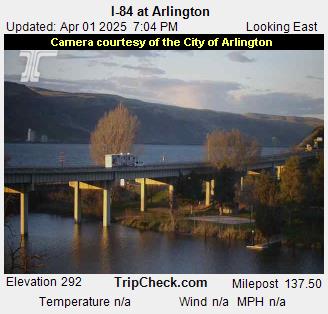 I-84 at Arlington
Updated: Apr 01 2025 7:04 PM Looking East
Camera courtesy of the City of Arlington
Elevation 292 TripCheck.com Milepost 137.50
Temperature n/a Wind n/a MPH n/a